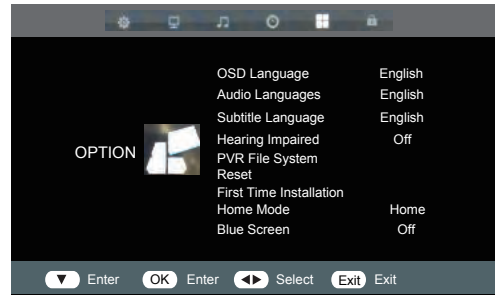 OSD Language English
Audio Languages English
Subtitle Language English
Hearing Impaired Off
OPTION
PVR File System
Reset
First Time Installation
Home Mode Home
Blue Screen Off
▼ Enter OK Enter ◀▶ Select Exit Exit